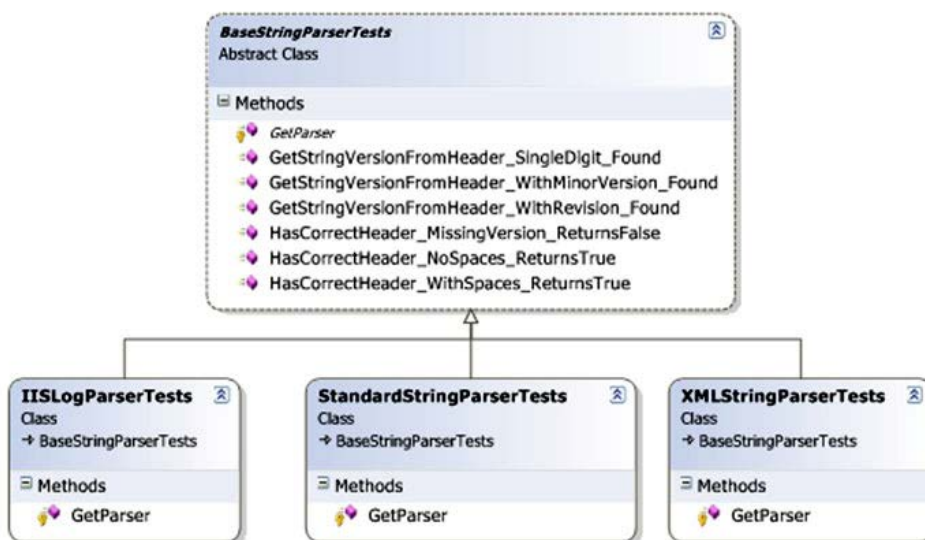 BaseStringParserTests
Abstract Class
Methods
GetParser
GetStringVersionFromHeader_SingleDigit_Found
GetStringVersionFromHeader_WithMinorVersion_Found
GetStringVersionFromHeader_WithRevision_Found
HasCorrectHeader_MissingVersion_ReturnsFalse
HasCorrectHeader_NoSpaces_ReturnsTrue
HasCorrectHeader_WithSpaces_ReturnsTrue
IISLogParserTests
Class
BaseStringParserTests
Methods
GetParser
StandardStringParserTests
Class
BaseStringParserTests
Methods
GetParser
XMLStringParserTests
Class
BaseStringParserTests
Methods
GetParser